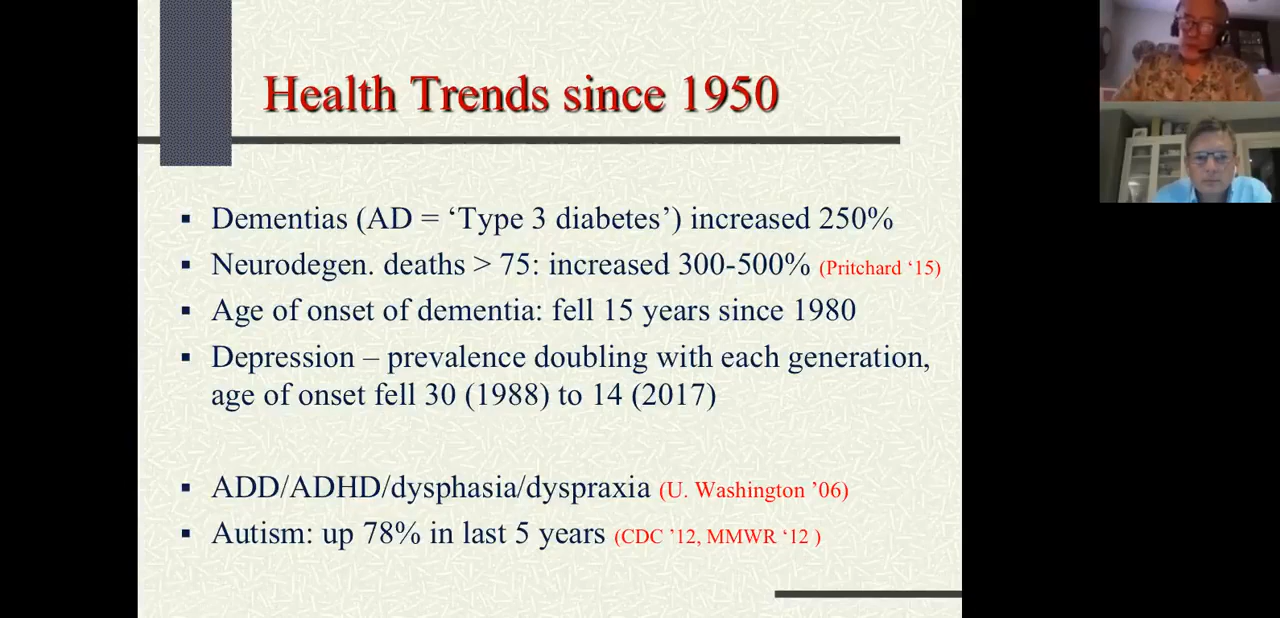 Health Trends since 1950
▪ Dementias (AD = ‘Type 3 diabetes’) increased 250%
▪ Neurodegen. deaths > 75: increased 300-500% (Pritchard ‘15)
▪ Age of onset of dementia: fell 15 years since 1980
▪ Depression – prevalence doubling with each generation,
age of onset fell 30 (1988) to 14 (2017)
▪ ADD/ADHD/dysphasia/dyspraxia (U. Washington ’06)
▪ Autism: up 78% in last 5 years (CDC ’12, MMWR ‘12 )